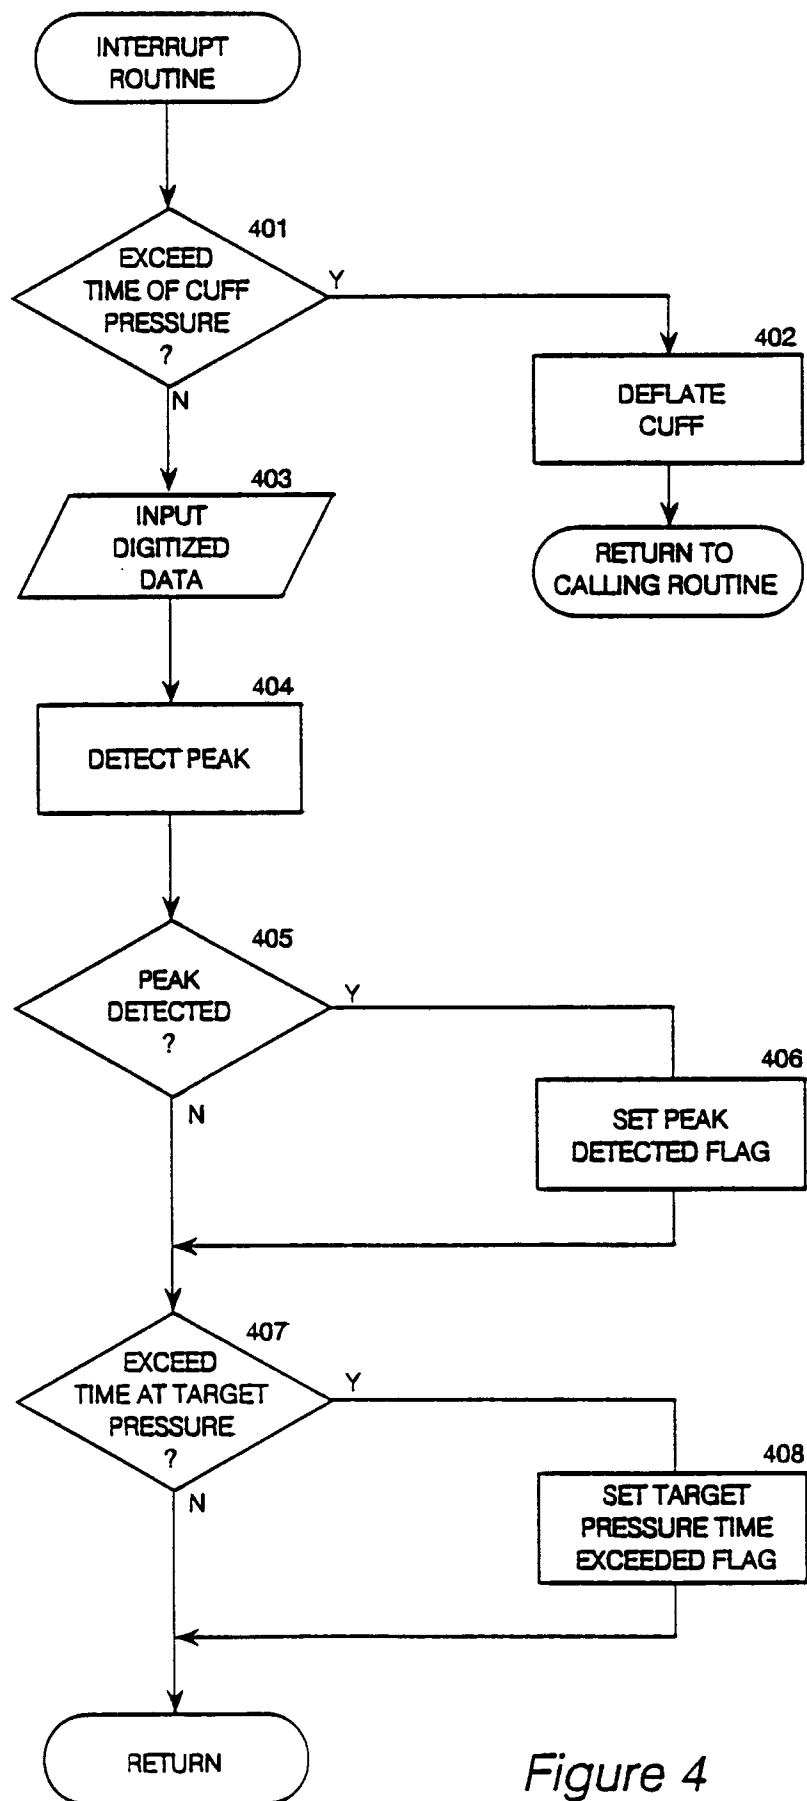 INTERRUPT
ROUTINE
401
EXCEED
TIME OF CUFF
PRESSURE
?
Y
N
402
DEFLATE
CUFF
RETURN TO
CALLING ROUTINE
403
INPUT
DIGITIZED
DATA
404
DETECT PEAK
405
PEAK
DETECTED
?
Y
N
406
SET PEAK
DETECTED FLAG
407
EXCEED
TIME AT TARGET
PRESSURE
?
Y
N
408
SET TARGET
PRESSURE TIME
EXCEEDED FLAG
RETURN
Figure 4